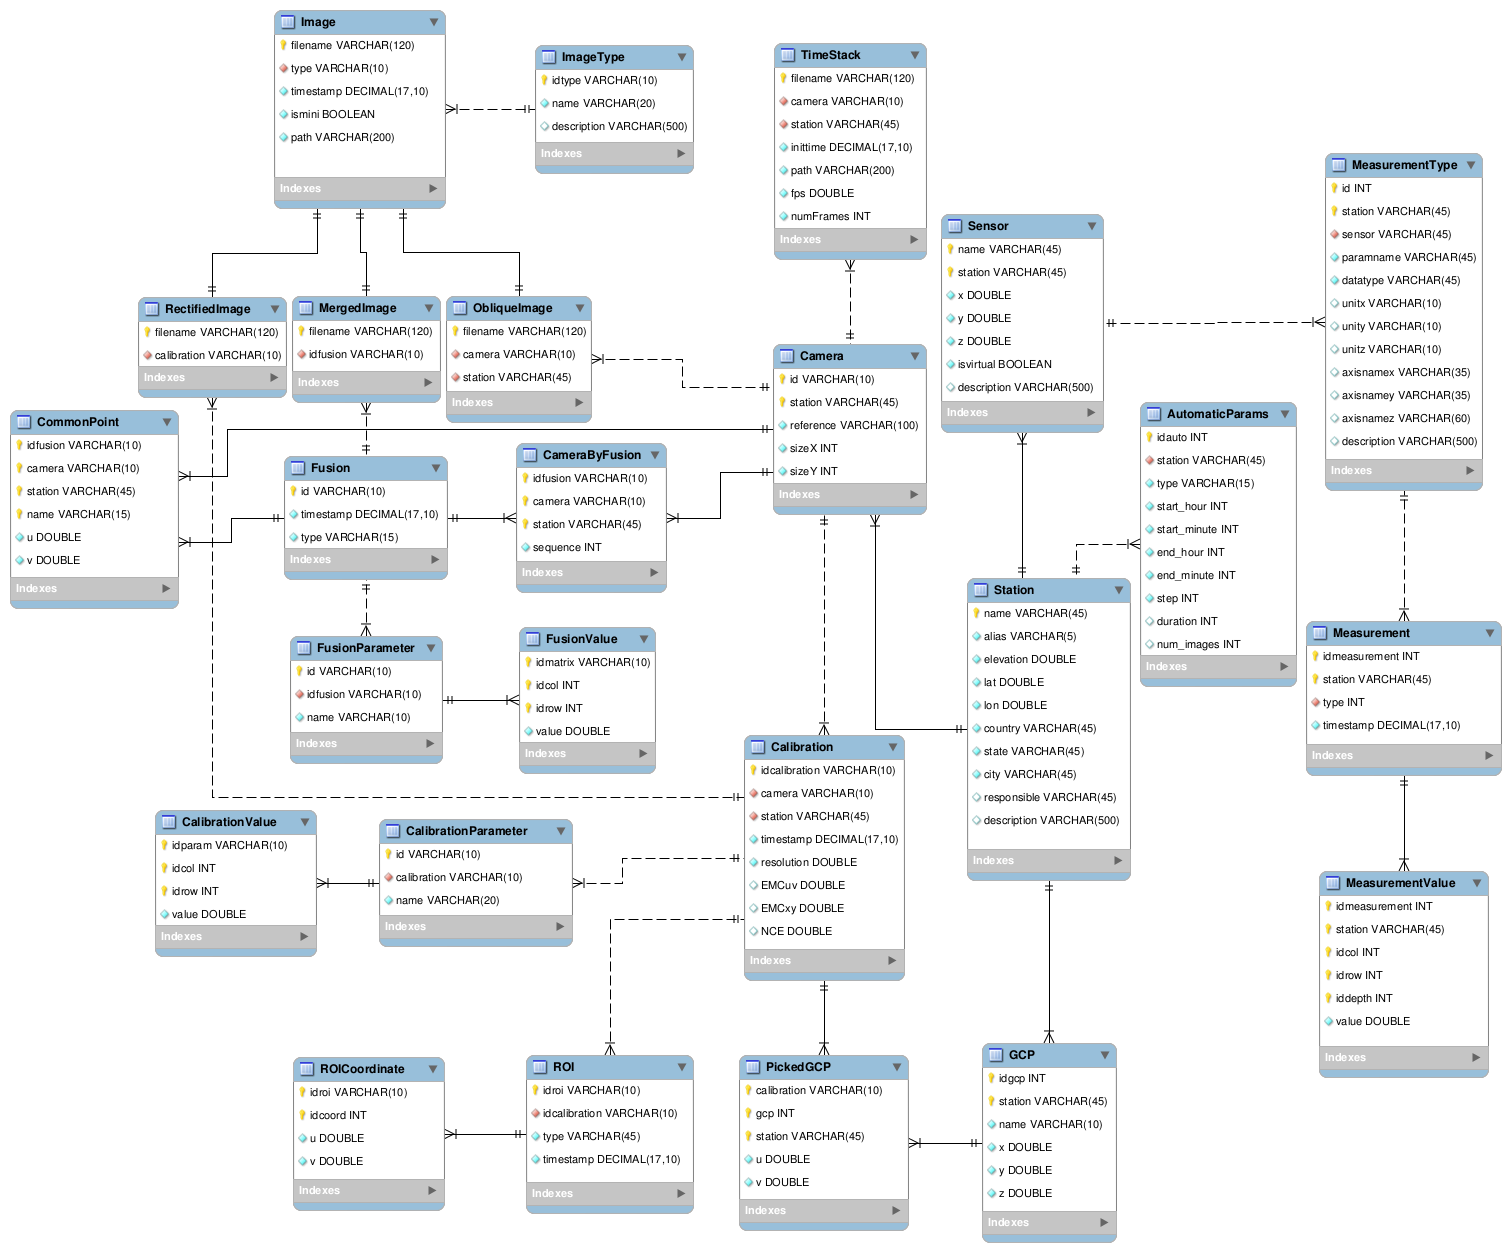 Image
filename VARCHAR(120)
type VARCHAR(10)
timestamp DECIMAL(17,10)
ismini BOOLEAN
path VARCHAR(200)
Indexes
ImageType
idtype VARCHAR(10)
name VARCHAR(20)
description VARCHAR(500)
Indexes
TimeStack
filename VARCHAR(120)
camera VARCHAR(10)
station VARCHAR(45)
inittime DECIMAL(17,10)
path VARCHAR(200)
fps DOUBLE
numFrames INT
Indexes
MeasurementType
id INT
station VARCHAR(45)
sensor VARCHAR(45)
paramname VARCHAR(45)
datatype VARCHAR(45)
unitx VARCHAR(10)
unity VARCHAR(10)
unitz VARCHAR(10)
axisnamex VARCHAR(35)
axisnamey VARCHAR(35)
axisnamez VARCHAR(60)
description VARCHAR(500)
Indexes
Sensor
name VARCHAR(45)
station VARCHAR(45)
x DOUBLE
y DOUBLE
z DOUBLE
isvirtual BOOLEAN
description VARCHAR(500)
Indexes
RectifiedImage
filename VARCHAR(120)
calibration VARCHAR(10)
Indexes
MergedImage
filename VARCHAR(120)
idfusion VARCHAR(10)
Indexes
ObliqueImage
filename VARCHAR(120)
camera VARCHAR(10)
station VARCHAR(45)
Indexes
Camera
id VARCHAR(10)
station VARCHAR(45)
reference VARCHAR(100)
sizeX INT
sizeY INT
Indexes
AutomaticParams
idauto INT
station VARCHAR(45)
type VARCHAR(15)
start_hour INT
start_minute INT
end_hour INT
end_minute INT
step INT
duration INT
num_images INT
Indexes
CommonPoint
idfusion VARCHAR(10)
camera VARCHAR(10)
station VARCHAR(45)
name VARCHAR(15)
u DOUBLE
v DOUBLE
Indexes
Fusion
id VARCHAR(10)
timestamp DECIMAL(17,10)
type VARCHAR(15)
Indexes
CameraByFusion
idfusion VARCHAR(10)
camera VARCHAR(10)
station VARCHAR(45)
sequence INT
Indexes
Station
name VARCHAR(45)
alias VARCHAR(5)
elevation DOUBLE
lat DOUBLE
lon DOUBLE
country VARCHAR(45)
state VARCHAR(45)
city VARCHAR(45)
responsible VARCHAR(45)
description VARCHAR(500)
Indexes
Measurement
idmeasurement INT
station VARCHAR(45)
type INT
timestamp DECIMAL(17,10)
Indexes
FusionParameter
id VARCHAR(10)
idfusion VARCHAR(10)
name VARCHAR(10)
Indexes
FusionValue
idmatrix VARCHAR(10)
idcol INT
idrow INT
value DOUBLE
Indexes
Calibration
idcalibration VARCHAR(10)
camera VARCHAR(10)
station VARCHAR(45)
timestamp DECIMAL(17,10)
resolution DOUBLE
EMCuv DOUBLE
EMCxy DOUBLE
NCE DOUBLE
Indexes
CalibrationValue
idparam VARCHAR(10)
idcol INT
idrow INT
value DOUBLE
Indexes
CalibrationParameter
id VARCHAR(10)
calibration VARCHAR(10)
name VARCHAR(20)
Indexes
MeasurementValue
idmeasurement INT
station VARCHAR(45)
idcol INT
idrow INT
iddepth INT
value DOUBLE
Indexes
ROICoordinate
idroi VARCHAR(10)
idcoord INT
u DOUBLE
v DOUBLE
Indexes
ROI
idroi VARCHAR(10)
idcalibration VARCHAR(10)
type VARCHAR(45)
timestamp DECIMAL(17,10)
Indexes
PickedGCP
calibration VARCHAR(10)
gcp INT
station VARCHAR(45)
u DOUBLE
v DOUBLE
Indexes
GCP
idgcp INT
station VARCHAR(45)
name VARCHAR(10)
x DOUBLE
y DOUBLE
z DOUBLE
Indexes